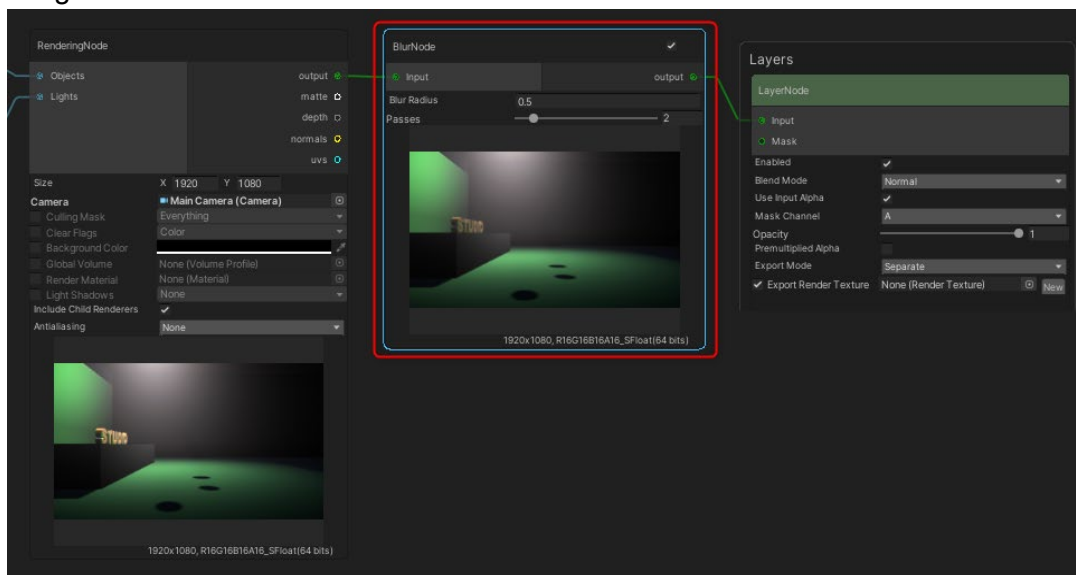 RenderingNode
Objects
output
Lights
matte
depth
normals
uvs
Size X 1920 Y 1080
Camera Main Camera (Camera)
Culling Mask Everything
Clear Flags Color
Background Color
Global Volume None (Volume Profile)
Render Material None (Material)
Light Shadows None
Include Child Renderers
Antialiasing None
STUDIO
1920x1080, R16G16B16A16_SFloat(64 bits)
BlurNode
Input output
Blur Radius 0.5
Passes 2
1920x1080, R16G16B16A16_SFloat(64 bits)
Layers
LayerNode
Input
Mask
Enabled
Blend Mode Normal
Use Input Alpha
Mask Channel A
Opacity 1
Premultiplied Alpha
Export Mode Separate
Export Render Texture None (Render Texture) New